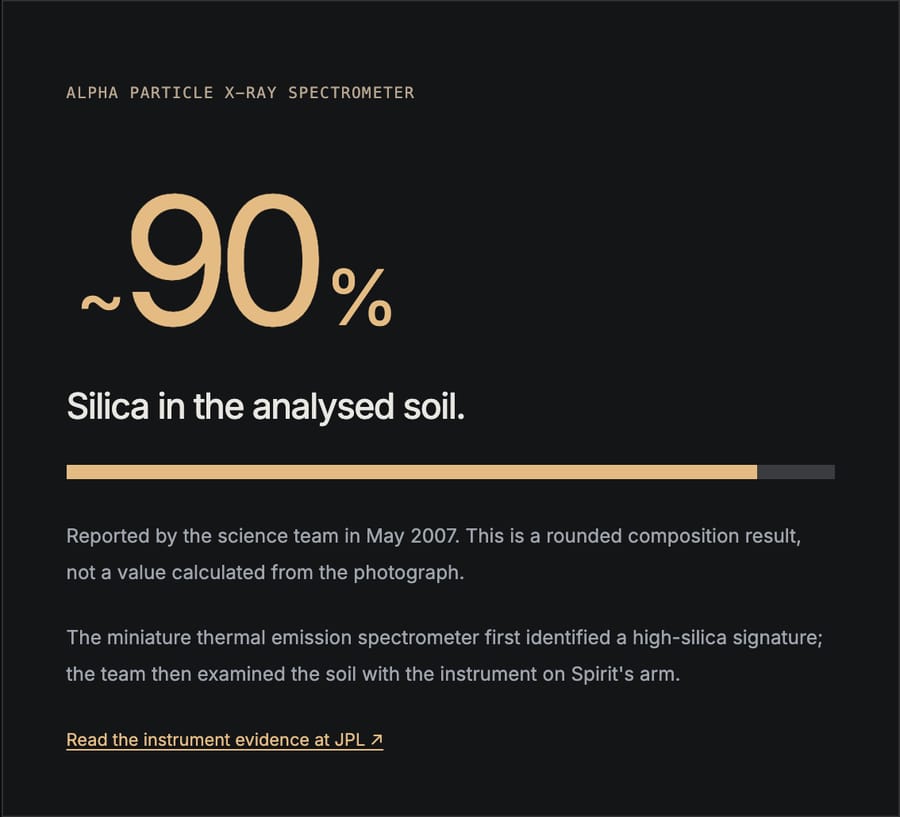 ALPHA PARTICLE X-RAY SPECTROMETER
~90%
Silica in the analysed soil.
Reported by the science team in May 2007. This is a rounded composition result,
not a value calculated from the photograph.
The miniature thermal emission spectrometer first identified a high-silica signature;
the team then examined the soil with the instrument on Spirit's arm.
Read the instrument evidence at JPL ↗